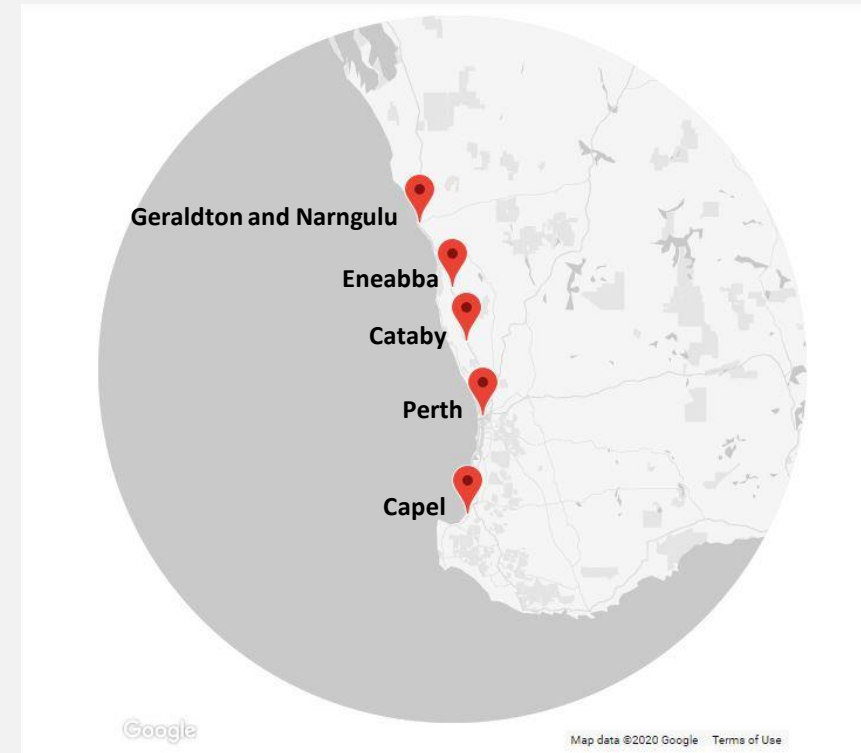 Geraldton and Narngulu
Eneabba
Cataby
Perth
Capel
Google
Map data ©2020 Google Terms of Use